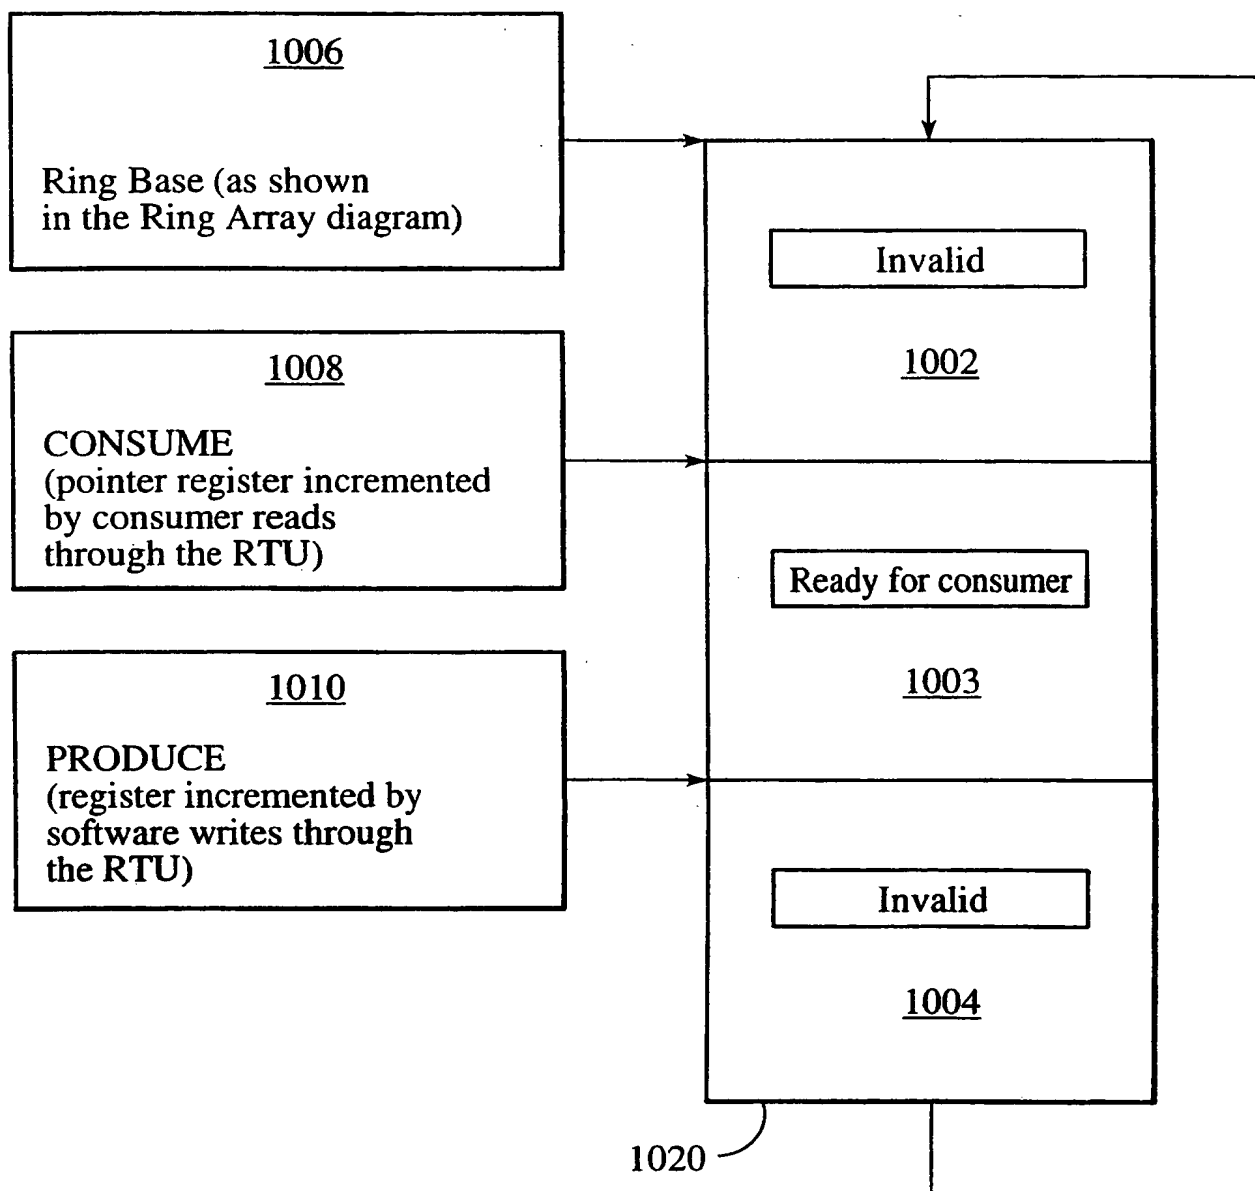 1006
Ring Base (as shown
in the Ring Array diagram)
Invalid
1002
1008
CONSUME
(pointer register incremented
by consumer reads
through the RTU)
Ready for consumer
1003
1010
PRODUCE
(register incremented by
software writes through
the RTU)
Invalid
1004
1020